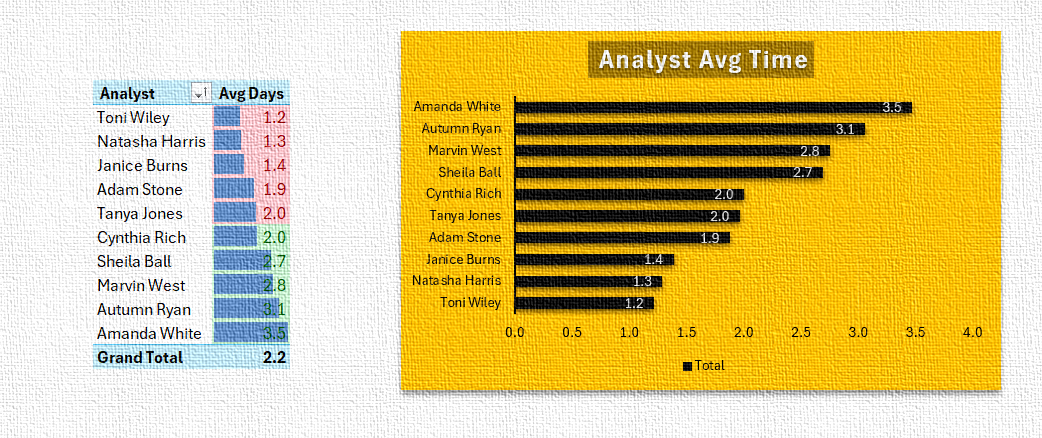 Analyst Avg Days
Toni Wiley 1.2
Natasha Harris 1.3
Janice Burns 1.4
Adam Stone 1.9
Tanya Jones 2.0
Cynthia Rich 2.0
Sheila Ball 2.7
Marvin West 2.8
Autumn Ryan 3.1
Amanda White 3.5
Grand Total 2.2
Analyst Avg Time
Amanda White 3.5
Autumn Ryan 3.1
Marvin West 2.8
Sheila Ball 2.7
Cynthia Rich 2.0
Tanya Jones 2.0
Adam Stone 1.9
Janice Burns 1.4
Natasha Harris 1.3
Toni Wiley 1.2
0.0 0.5 1.0 1.5 2.0 2.5 3.0 3.5 4.0
Total